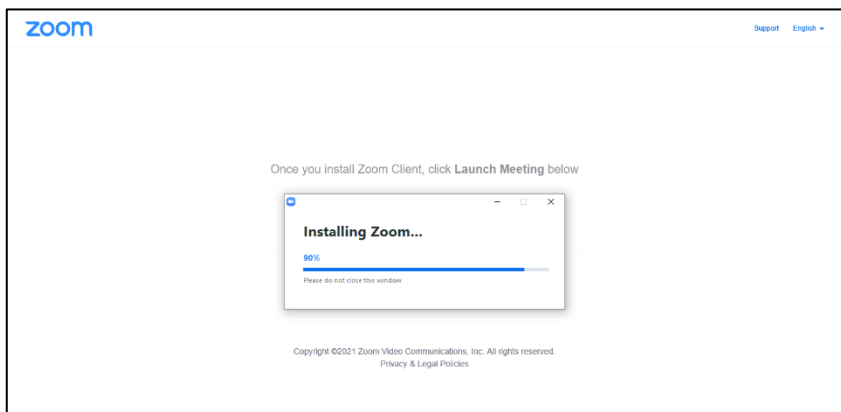 zoom
Support English
Once you install Zoom Client, click Launch Meeting below
Installing Zoom...
90%
Please do not close this window
Copyright ©2021 Zoom Video Communications, Inc. All rights reserved.
Privacy & Legal Policies